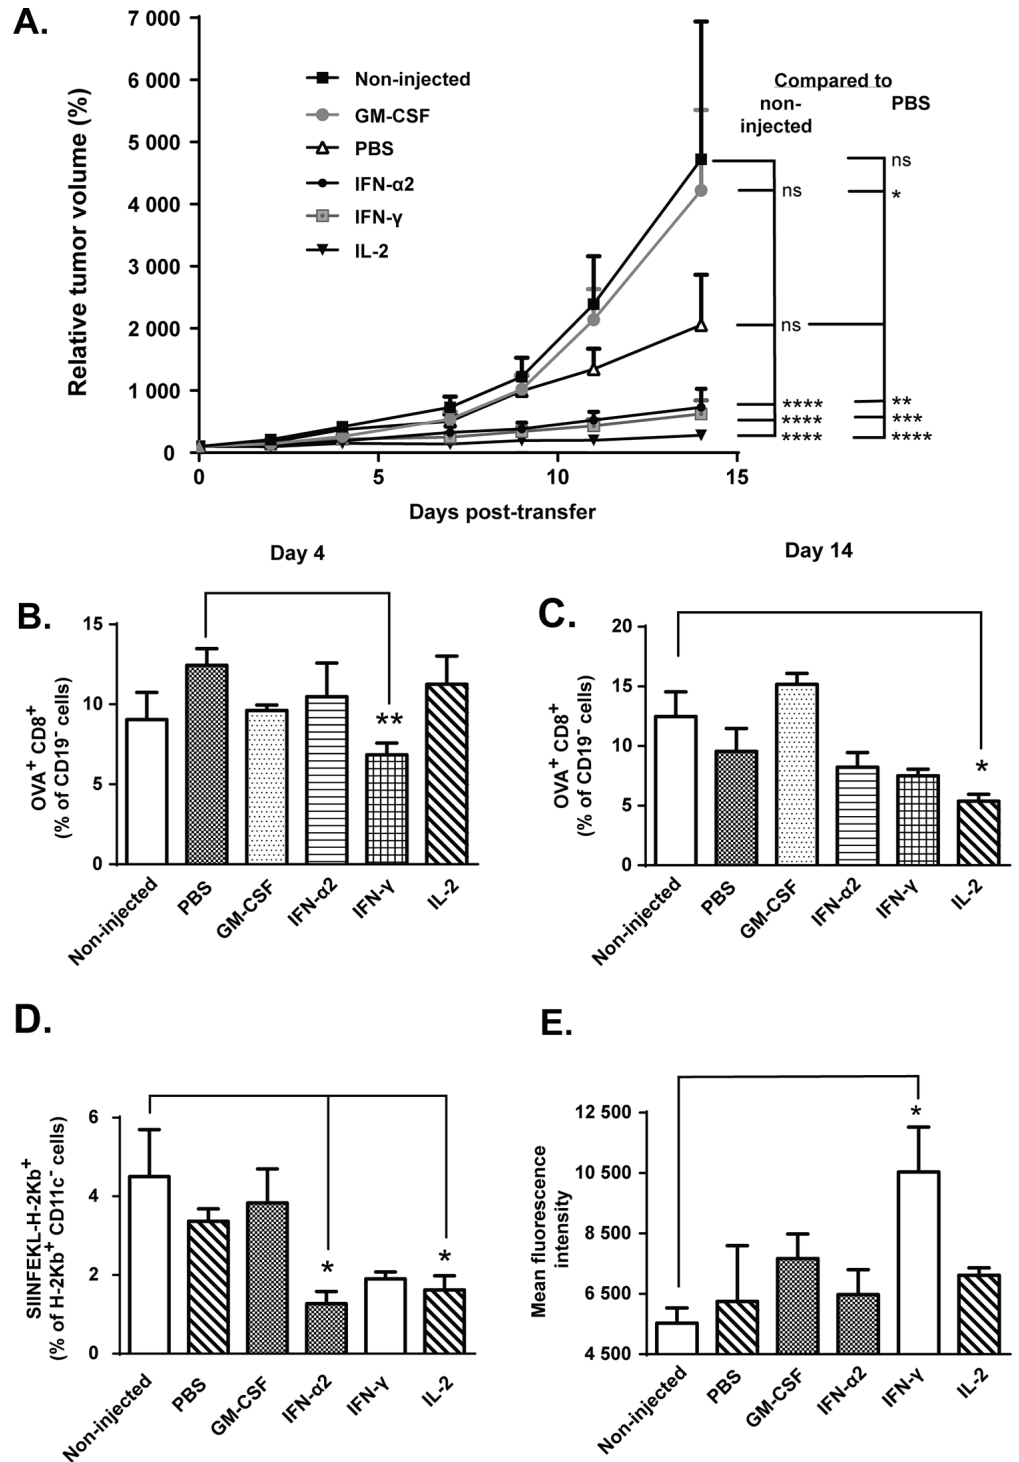 A.
7 000
6 000
5 000
4 000
3 000
2 000
1 000
0
Relative tumor volume (%)
Non-injected
GM-CSF
PBS
IFN-α2
IFN-γ
IL-2
Compared to
non-
injected
PBS
ns
ns
*
ns
****
**
****
***
****
****
0
5
10
15
Days post-transfer
Day 4
Day 14
B.
15
10
5
0
OVA⁺ CD8⁺
(% of CD19⁻ cells)
**
Non-injected
PBS
GM-CSF
IFN-α2
IFN-γ
IL-2
C.
20
15
10
5
0
OVA⁺ CD8⁺
(% of CD19⁻ cells)
*
Non-injected
PBS
GM-CSF
IFN-α2
IFN-γ
IL-2
D.
6
4
2
0
SIINFEKL-H-2Kb⁺
(% of H-2Kb⁺ CD11c⁻ cells)
*
*
Non-injected
PBS
GM-CSF
IFN-α2
IFN-γ
IL-2
E.
12 500
10 500
8 500
6 500
4 500
Mean fluorescence
intensity
*
Non-injected
PBS
GM-CSF
IFN-α2
IFN-γ
IL-2